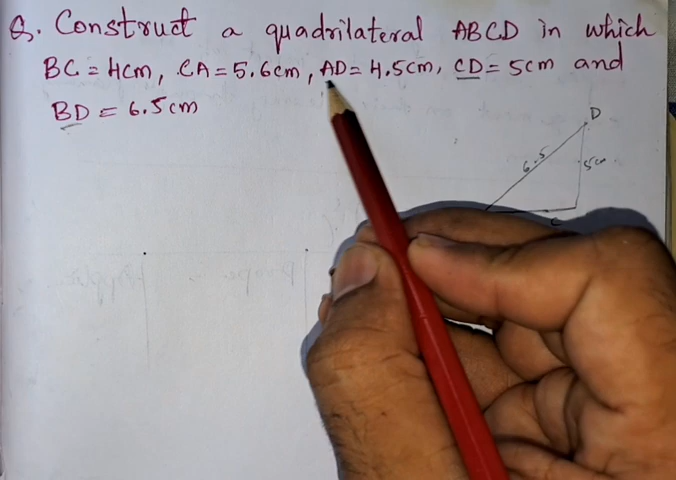 Q. Construct a quadrilateral ABCD in which
BC = 4cm, CA = 5.6cm, AD = 4.5cm, CD = 5cm and
BD = 6.5cm
D
6.5
5cm
C